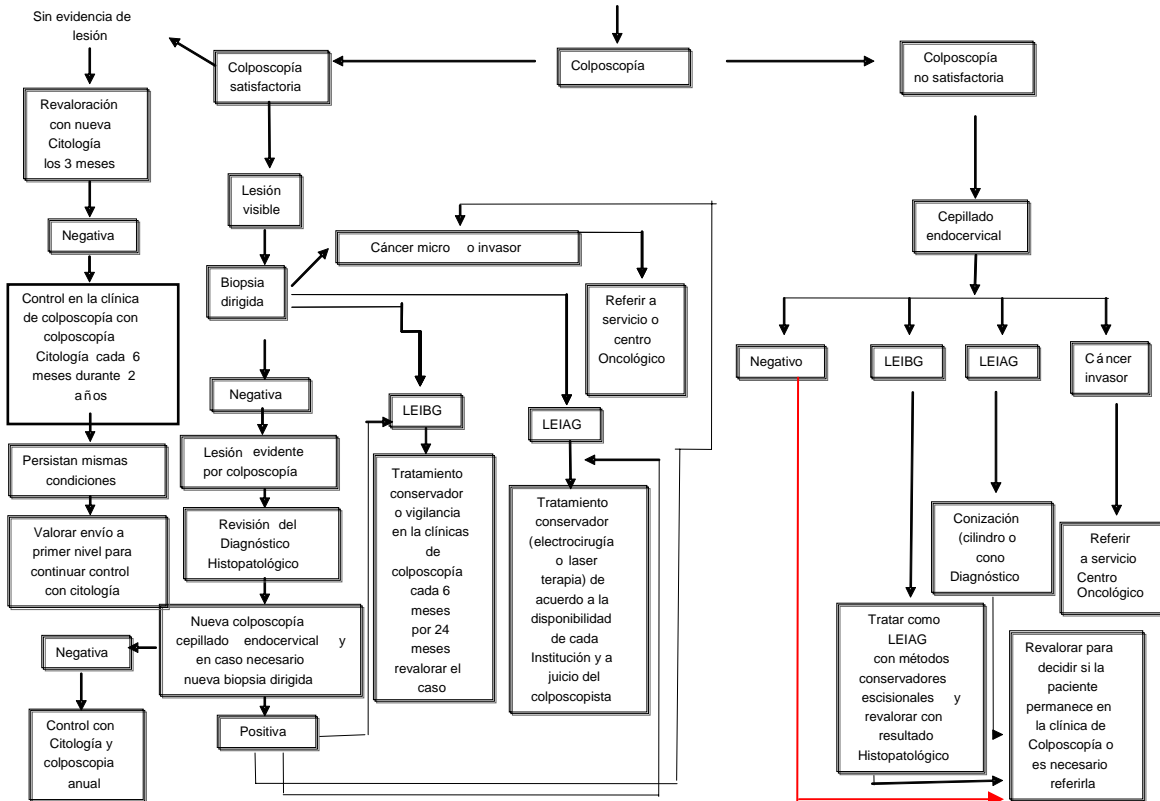 Sin evidencia de
lesión
Colposcopía
satisfactoria
Colposcopía
Colposcopía
no satisfactoria
Revaloración
con nueva
Citología
los 3 meses
Lesión
visible
Negativa
Cáncer micro o invasor
Cepillado
endocervical
Biopsia
dirigida
Control en la clínica
de colposcopía con
colposcopía
Citología cada 6
meses durante 2
años
Referir a
servicio o
centro
Oncológico
Negativo
LEIBG
LEIAG
Cáncer
invasor
Negativa
LEIBG
LEIAG
Persistan mismas
condiciones
Lesión evidente
por colposcopía
Tratamiento
conservador
o vigilancia
en la clínicas
de
colposcopía
cada 6
meses
por 24
meses
revalorar el
caso
Tratamiento
conservador
(electrocirugía
o laser
terapia) de
acuerdo a la
disponibilidad
de cada
Institución y a
juicio del
colposcopista
Valorar envío a
primer nivel para
continuar control
con citología
Revisión del
Diagnóstico
Histopatológico
Conización
(cilindro o
cono
Diagnóstico
Referir
a servicio
Centro
Oncológico
Nueva colposcopía
cepillado endocervical y
en caso necesario
nueva biopsia dirigida
Negativa
Tratar como
LEIAG
con métodos
conservadores
escisionales y
revalorar con
resultado
Histopatológico
Revalorar para
decidir si la
paciente
permanece en
la clínica de
Colposcopía o
es necesario
referirla
Control con
Citología y
colposcopia
anual
Positiva